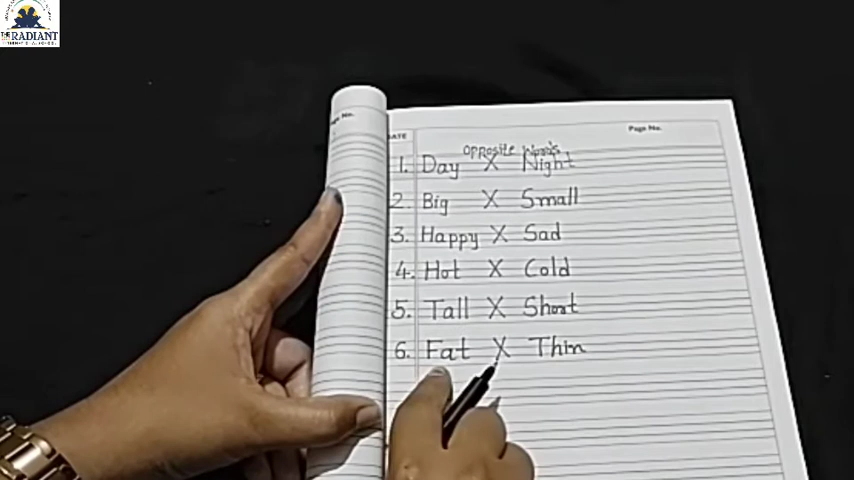 THE RADIANT
Page No.
DATE
Page No.
Opposite Words
1. Day X Night
2. Big X Small
3. Happy X Sad
4. Hot X Cold
5. Tall X Short
6. Fat X Thin